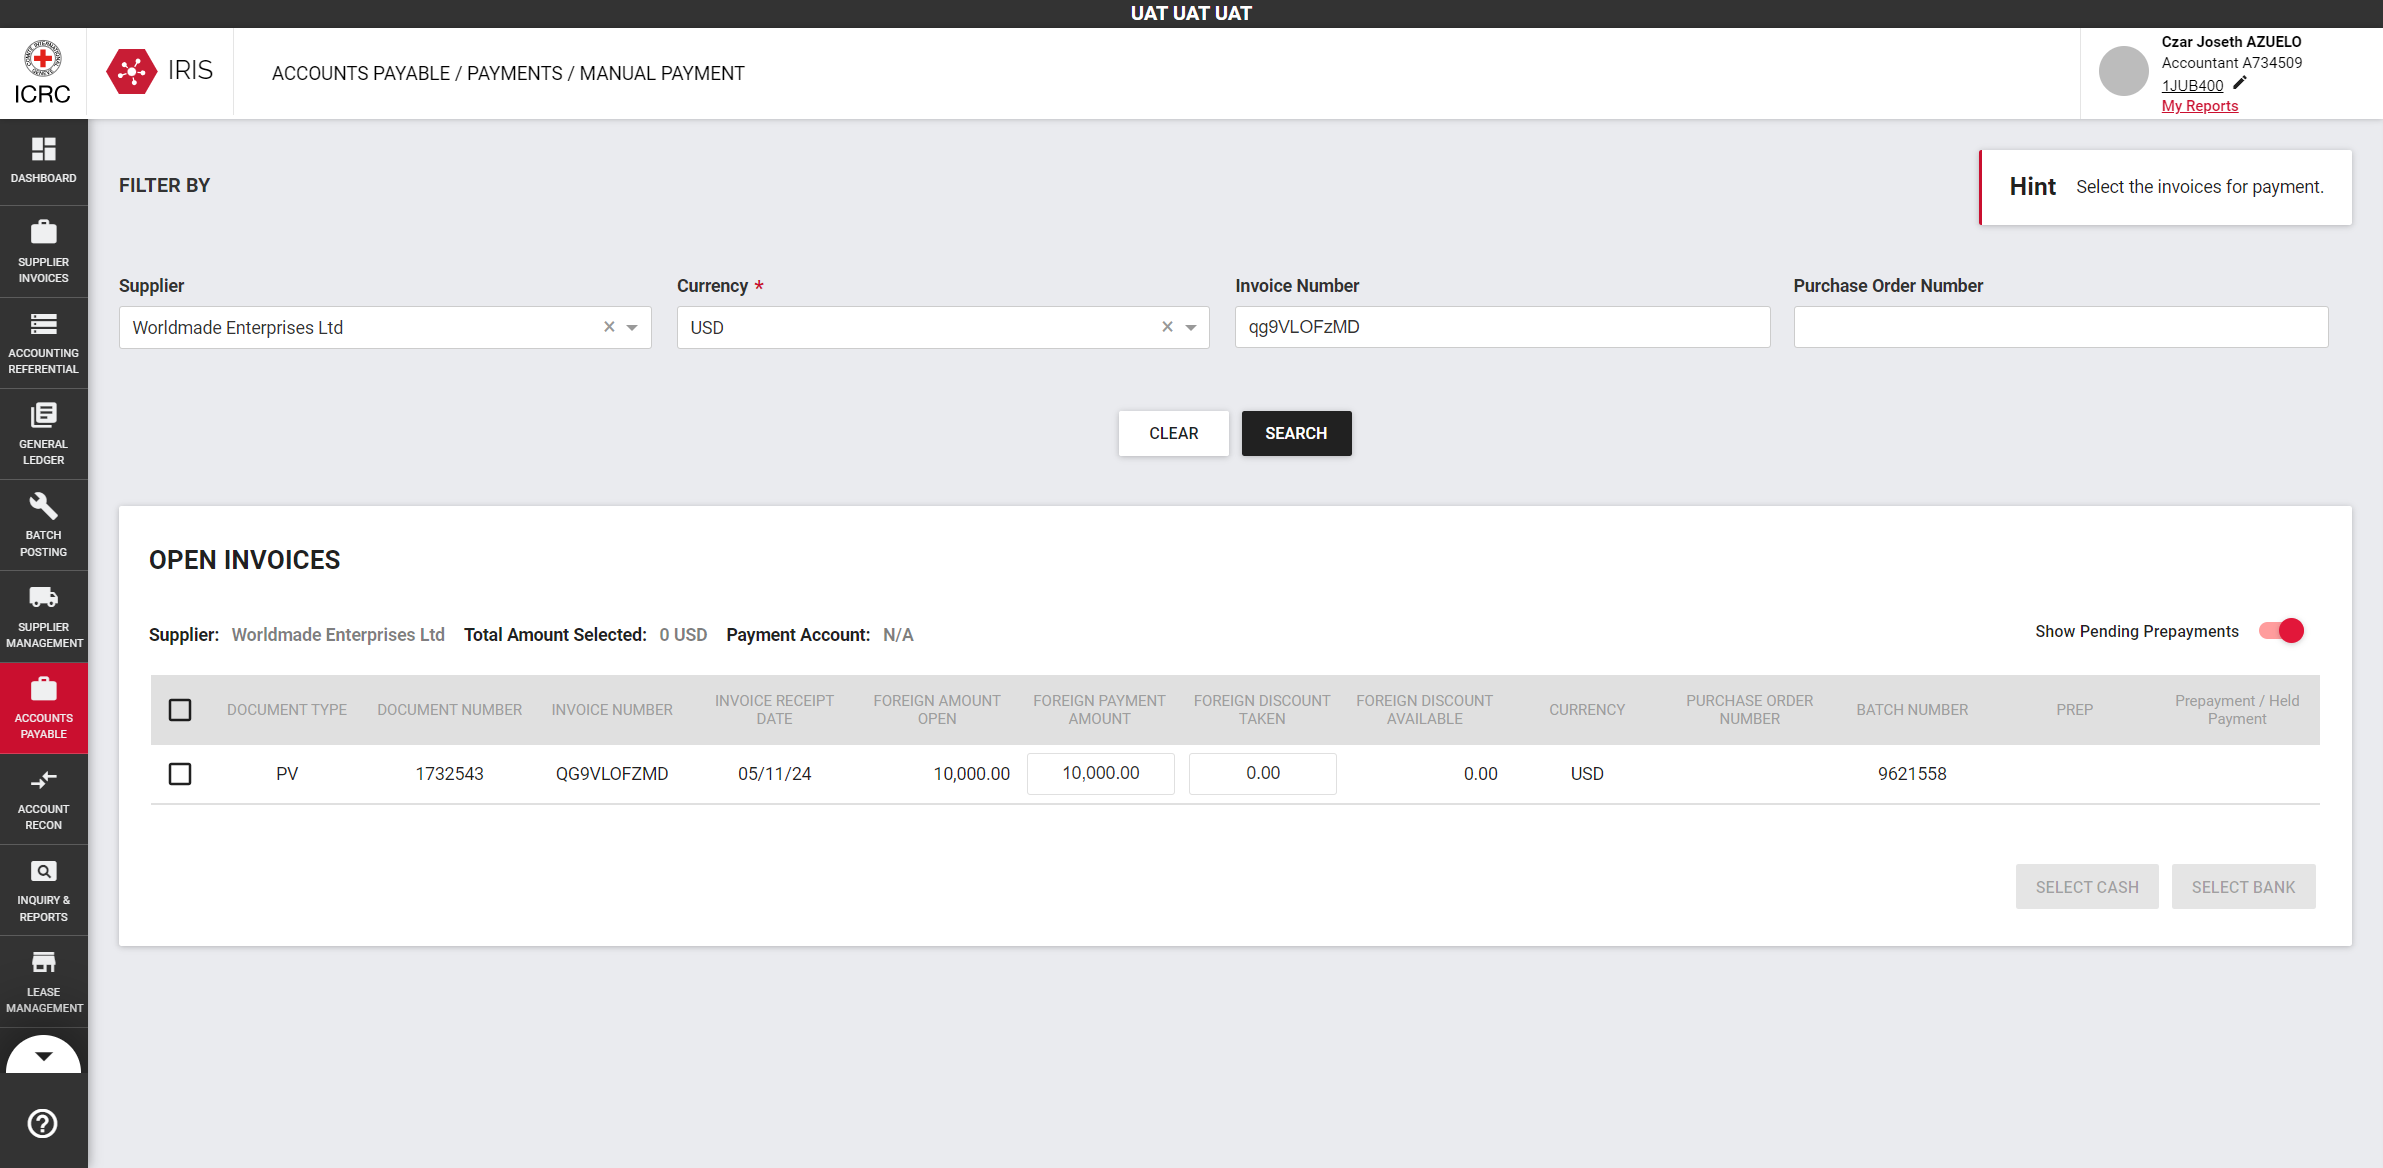 UAT UAT UAT
ICRC
IRIS
ACCOUNTS PAYABLE / PAYMENTS / MANUAL PAYMENT
Czar Joseth AZUELO
Accountant A734509
1JUB400
My Reports
DASHBOARD
SUPPLIER
INVOICES
ACCOUNTING
REFERENTIAL
GENERAL
LEDGER
BATCH
POSTING
SUPPLIER
MANAGEMENT
ACCOUNTS
PAYABLE
ACCOUNT
RECON
INQUIRY &
REPORTS
LEASE
MANAGEMENT
FILTER BY
Hint Select the invoices for payment.
Supplier
Worldmade Enterprises Ltd
Currency *
USD
Invoice Number
qg9VLOFzMD
Purchase Order Number
CLEAR
SEARCH
OPEN INVOICES
Supplier: Worldmade Enterprises Ltd Total Amount Selected: 0 USD Payment Account: N/A
Show Pending Prepayments
DOCUMENT TYPE
DOCUMENT NUMBER
INVOICE NUMBER
INVOICE RECEIPT
DATE
FOREIGN AMOUNT
OPEN
FOREIGN PAYMENT
AMOUNT
FOREIGN DISCOUNT
TAKEN
FOREIGN DISCOUNT
AVAILABLE
CURRENCY
PURCHASE ORDER
NUMBER
BATCH NUMBER
PREP
Prepayment / Held
Payment
PV 1732543 QG9VLOFZMD 05/11/24 10,000.00 10,000.00 0.00 0.00 USD 9621558
SELECT CASH
SELECT BANK